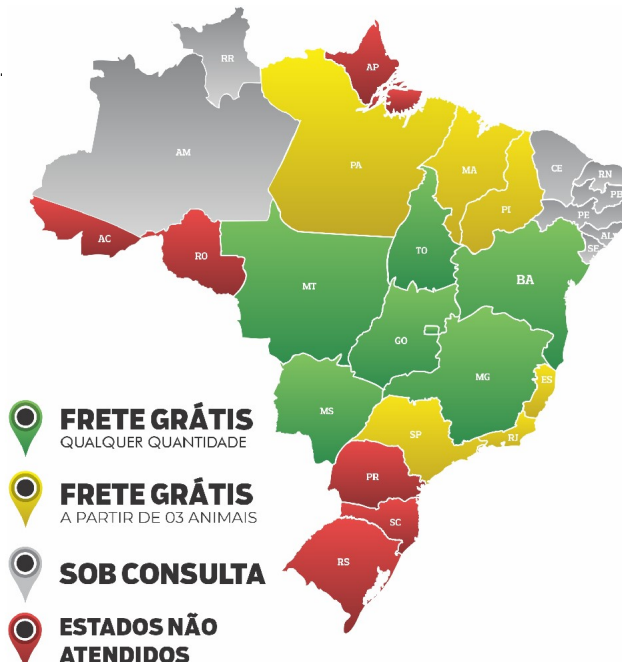 RR
AP
AM
PA
MA
CE
RN
PB
PI
PE
AL
SE
AC
RO
TO
BA
MT
GO
MG
ES
MS
SP
RJ
PR
SC
RS
FRETE GRÁTIS
QUALQUER QUANTIDADE
FRETE GRÁTIS
A PARTIR DE 03 ANIMAIS
SOB CONSULTA
ESTADOS NÃO
ATENDIDOS